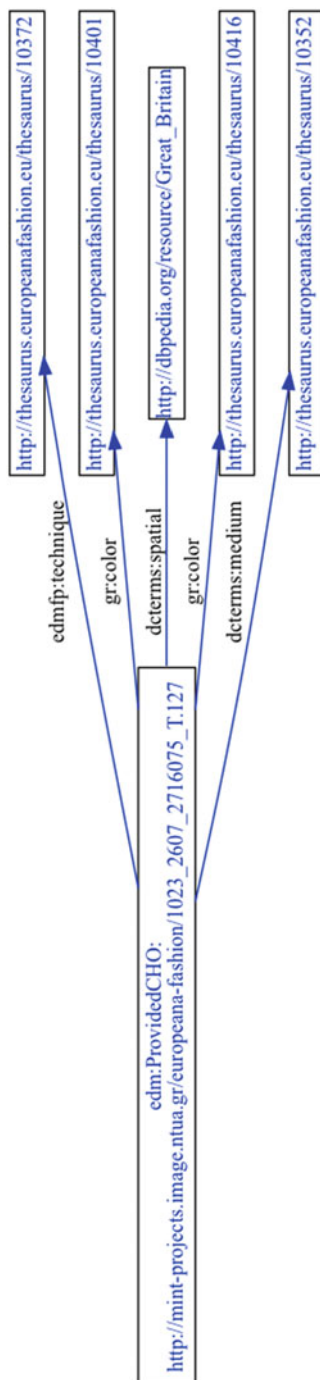 edm:ProvidedCHO:
http://mint-projects.image.ntua.gr/europeana-fashion/1023_2607_2716075_T.127
edmfp:technique
gr:color
dcterms:spatial
gr:color
dcterms:medium
http://thesaurus.europeanafashion.eu/thesaurus/10372
http://thesaurus.europeanafashion.eu/thesaurus/10401
http://dbpedia.org/resource/Great_Britain
http://thesaurus.europeanafashion.eu/thesaurus/10416
http://thesaurus.europeanafashion.eu/thesaurus/10352